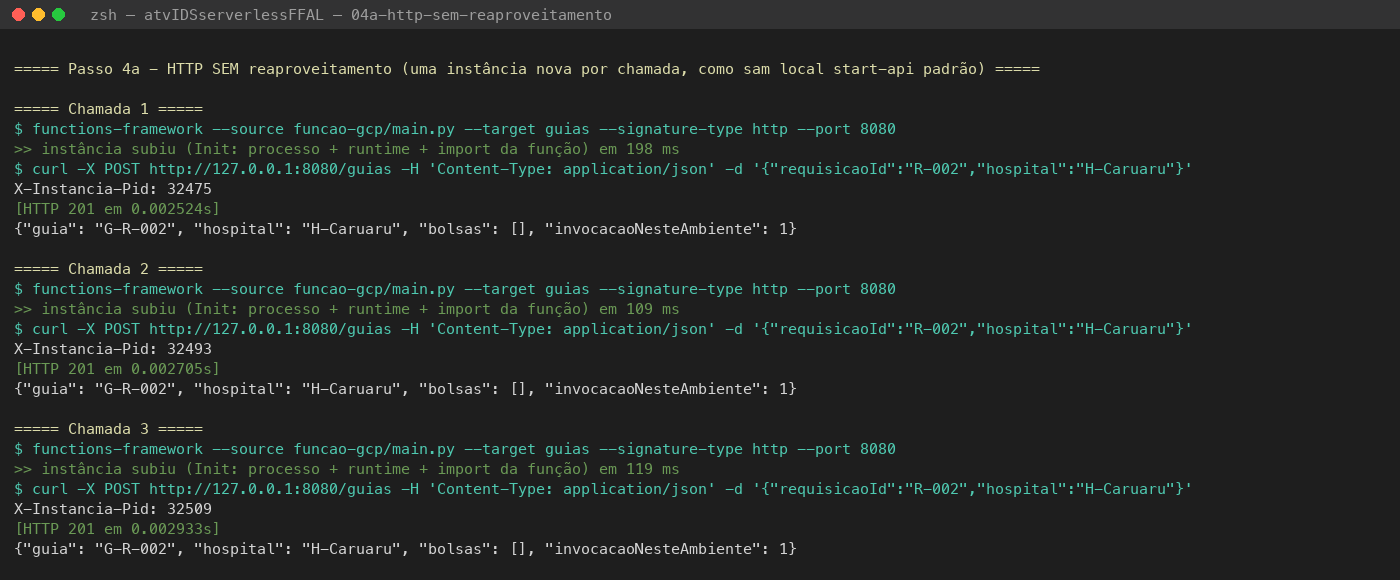 zsh — atvIDSserverlessFFAL — 04a-http-sem-reaproveitamento
===== Passo 4a — HTTP SEM reaproveitamento (uma instância nova por chamada, como sam local start-api padrão) =====
===== Chamada 1 =====
$ functions-framework --source funcao-gcp/main.py --target guias --signature-type http --port 8080
>> instância subiu (Init: processo + runtime + import da função) em 198 ms
$ curl -X POST http://127.0.0.1:8080/guias -H 'Content-Type: application/json' -d '{"requisicaoId":"R-002","hospital":"H-Caruaru"}'
X-Instancia-Pid: 32475
[HTTP 201 em 0.002524s]
{"guia": "G-R-002", "hospital": "H-Caruaru", "bolsas": [], "invocacaoNesteAmbiente": 1}
===== Chamada 2 =====
$ functions-framework --source funcao-gcp/main.py --target guias --signature-type http --port 8080
>> instância subiu (Init: processo + runtime + import da função) em 109 ms
$ curl -X POST http://127.0.0.1:8080/guias -H 'Content-Type: application/json' -d '{"requisicaoId":"R-002","hospital":"H-Caruaru"}'
X-Instancia-Pid: 32493
[HTTP 201 em 0.002705s]
{"guia": "G-R-002", "hospital": "H-Caruaru", "bolsas": [], "invocacaoNesteAmbiente": 1}
===== Chamada 3 =====
$ functions-framework --source funcao-gcp/main.py --target guias --signature-type http --port 8080
>> instância subiu (Init: processo + runtime + import da função) em 119 ms
$ curl -X POST http://127.0.0.1:8080/guias -H 'Content-Type: application/json' -d '{"requisicaoId":"R-002","hospital":"H-Caruaru"}'
X-Instancia-Pid: 32509
[HTTP 201 em 0.002933s]
{"guia": "G-R-002", "hospital": "H-Caruaru", "bolsas": [], "invocacaoNesteAmbiente": 1}